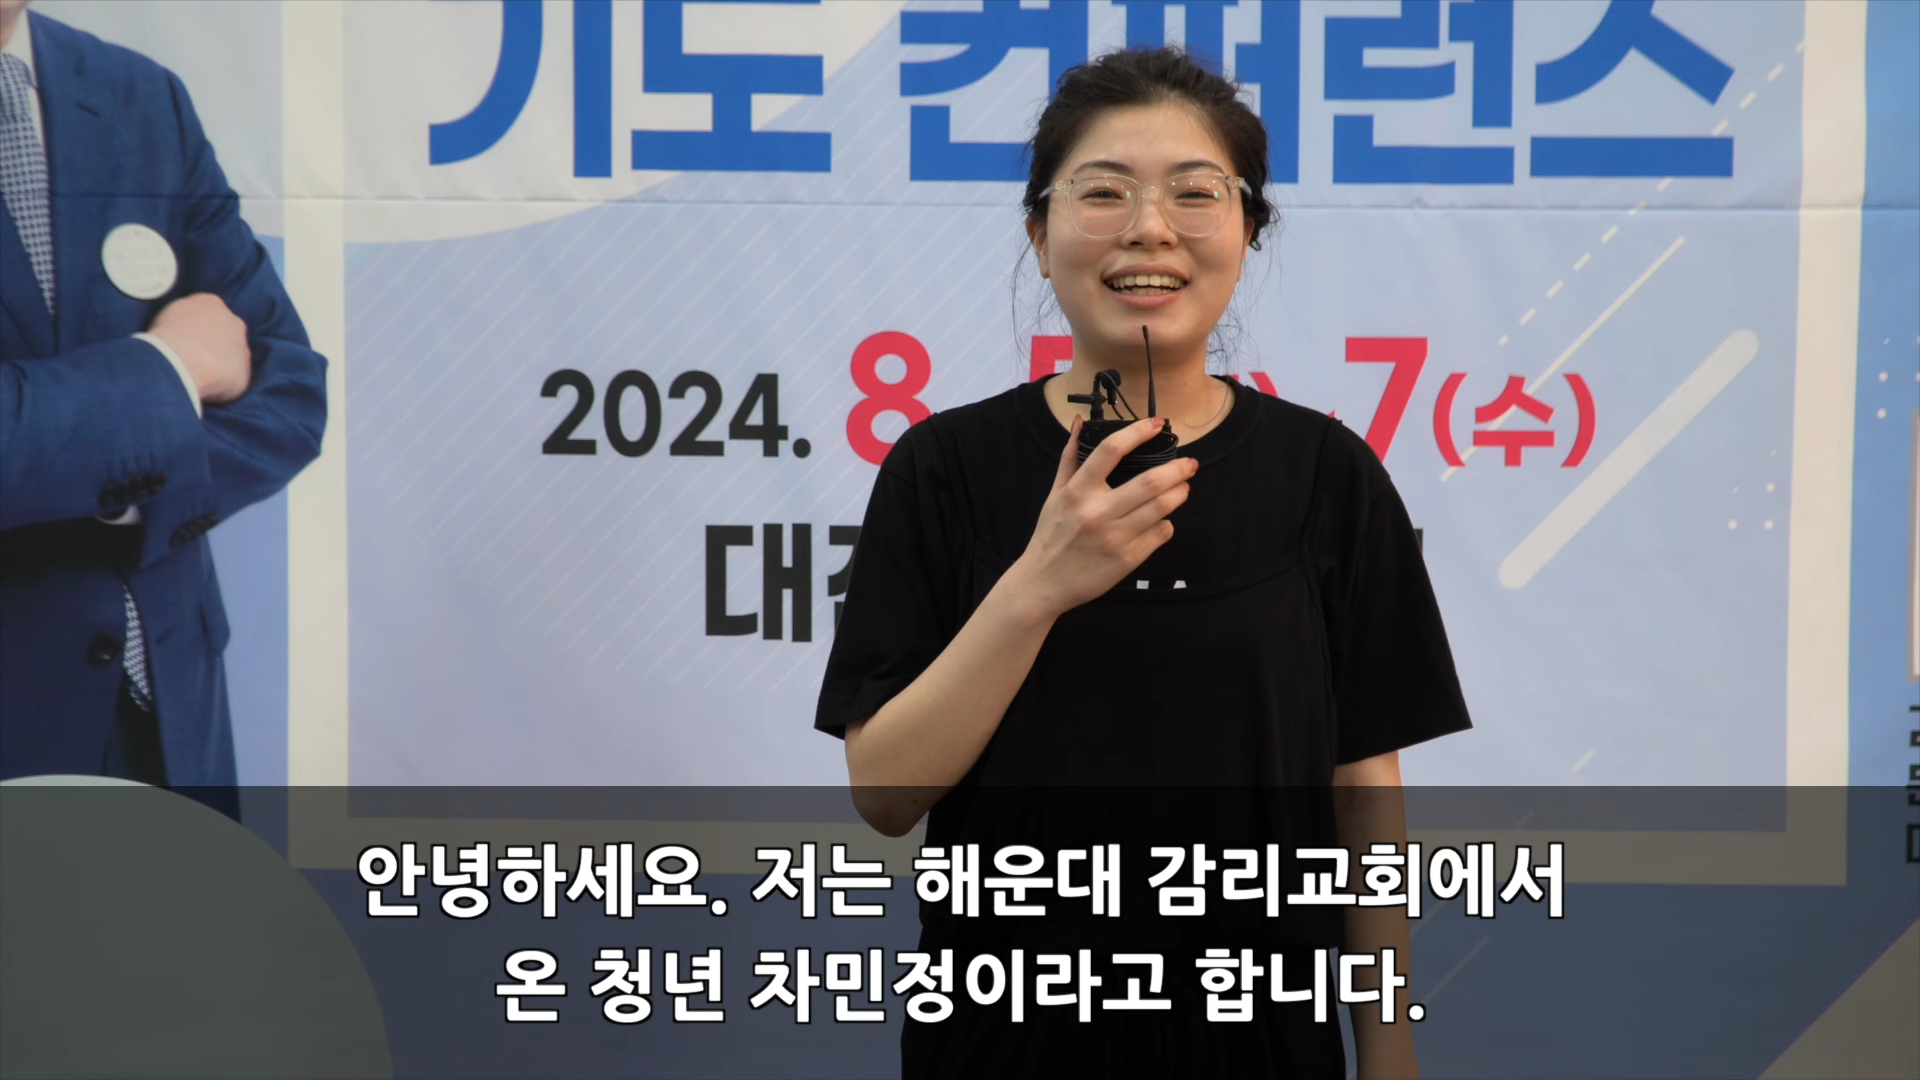 기도 컨퍼런스
2024. 8. 7(수)
안녕하세요. 저는 해운대 감리교회에서
온 청년 차민정이라고 합니다.